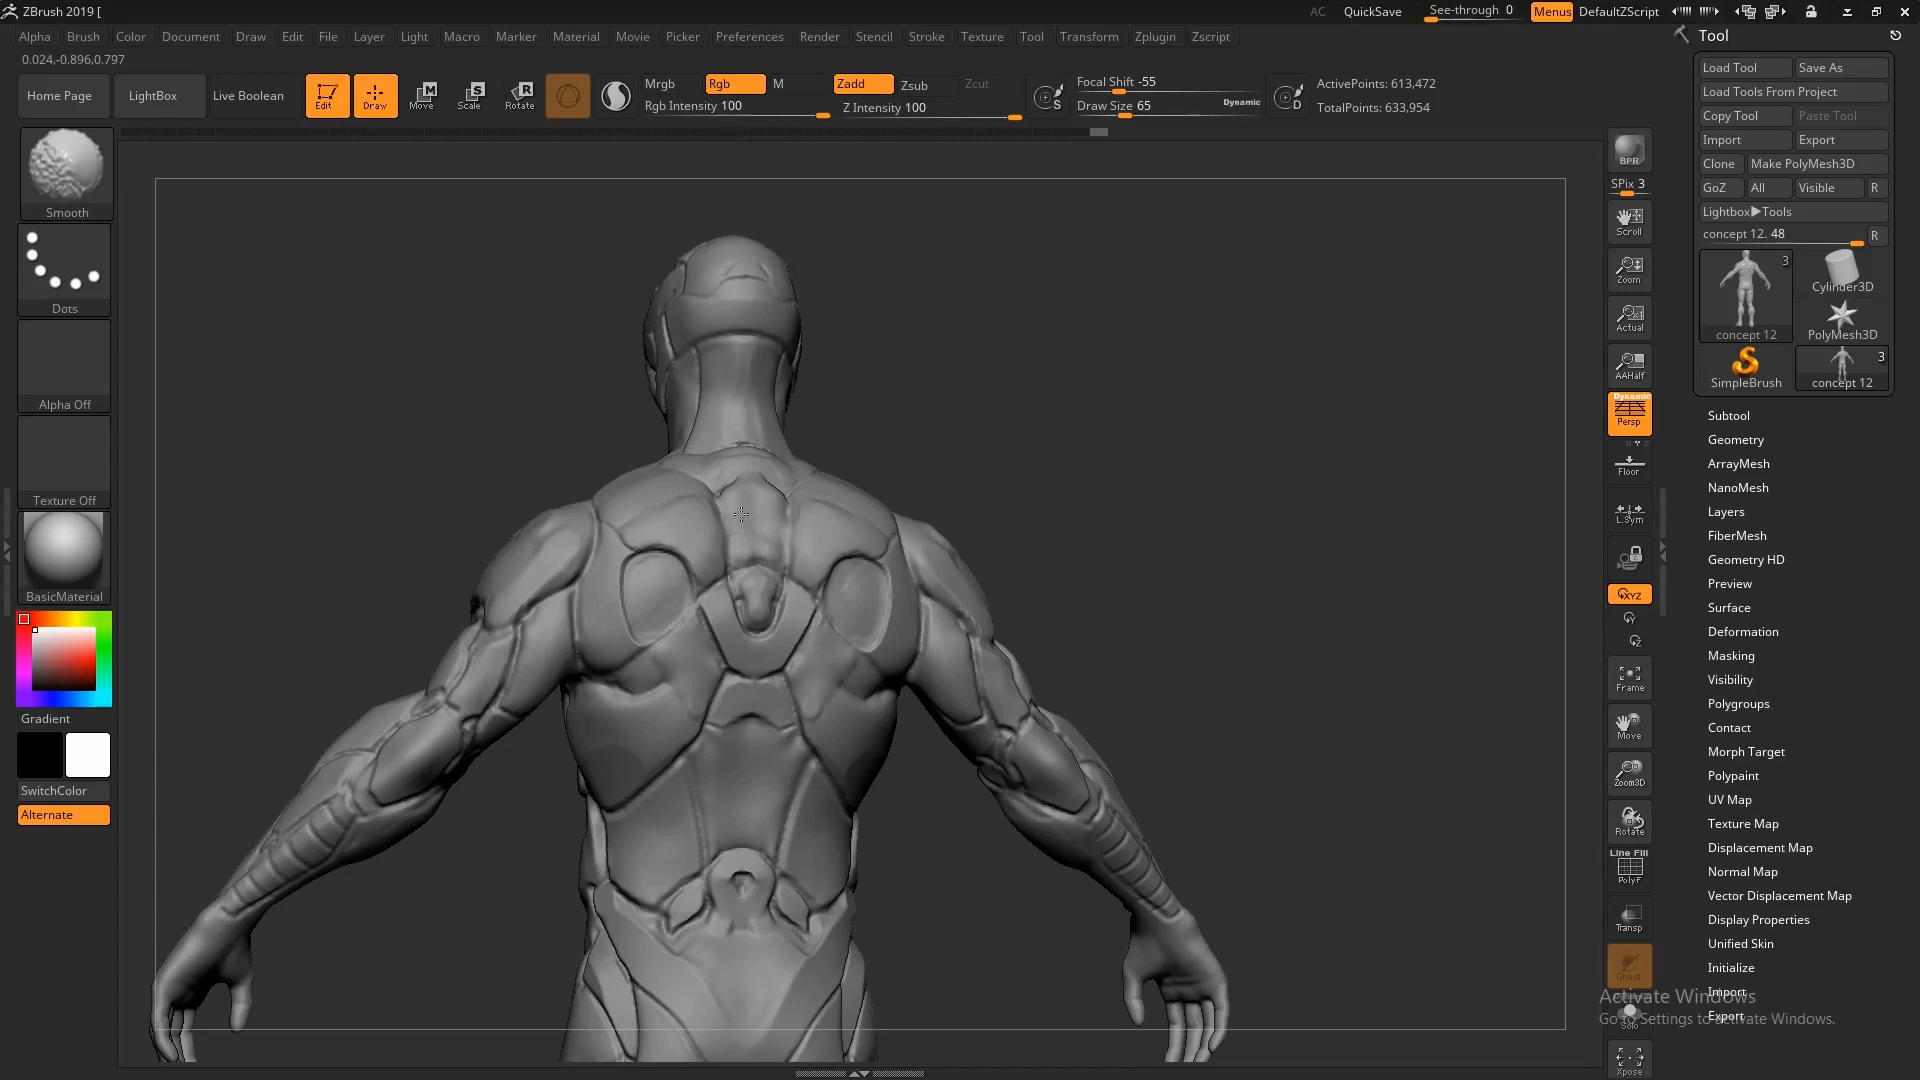 ZBrush 2019 [
AC QuickSave See-through 0 Menus DefaultZScript
Alpha Brush Color Document Draw Edit File Layer Light Macro Marker Material Movie Picker Preferences Render Stencil Stroke Texture Tool Transform Zplugin Zscript
0.024,-0.896,0.797
Home Page LightBox Live Boolean Edit Draw Move Scale Rotate
M
S
R
Mrgb Rgb M Zadd Zsub Zcut
Rgb Intensity 100 Z Intensity 100
S
Focal Shift -55
Draw Size 65 Dynamic
D
ActivePoints: 613,472
TotalPoints: 633,954
Smooth
Dots
Alpha Off
Texture Off
BasicMaterial
Gradient
SwitchColor
Alternate
BPR
SPix 3
Scroll
Zoom
Actual
AAHalf
Dynamic
Persp
Floor
L.Sym
XYZ
Frame
Move
Zoom3D
Rotate
Line Fill
PolyF
Transp
Ghost
Solo
Xpose
Tool
Load Tool Save As
Load Tools From Project
Copy Tool Paste Tool
Import Export
Clone Make PolyMesh3D
GoZ All Visible R
Lightbox▶Tools
concept 12. 48 R
3
concept 12
Cylinder3D
PolyMesh3D
SimpleBrush
3
concept 12
Subtool
Geometry
ArrayMesh
NanoMesh
Layers
FiberMesh
Geometry HD
Preview
Surface
Deformation
Masking
Visibility
Polygroups
Contact
Morph Target
Polypaint
UV Map
Texture Map
Displacement Map
Normal Map
Vector Displacement Map
Display Properties
Unified Skin
Initialize
Import
Export
Activate Windows
Go to Settings to activate Windows.